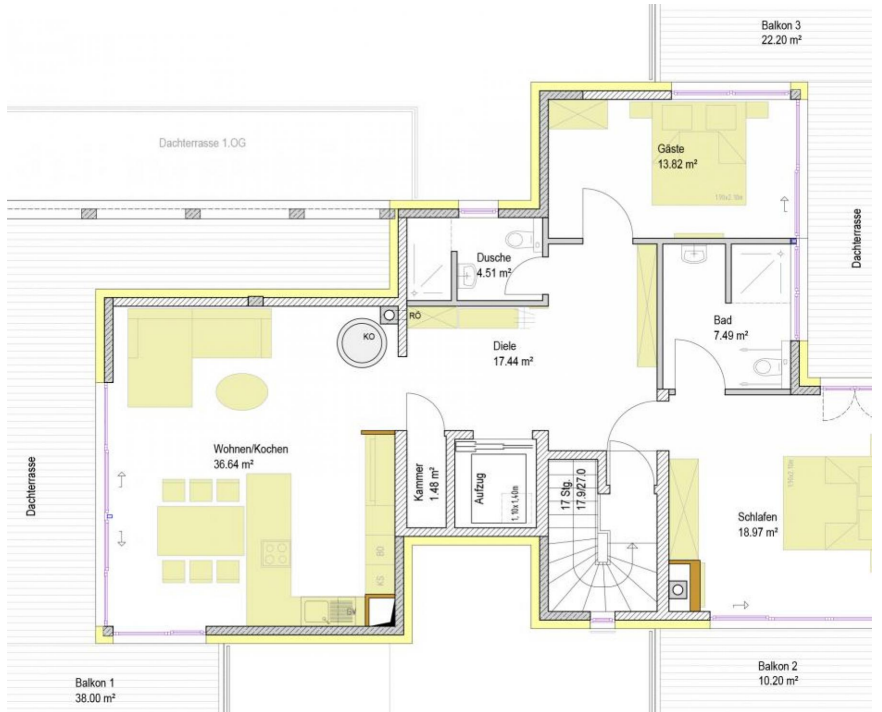 Balkon 3
22.20 m²
Dachterrasse 1.OG
Gäste
13.82 m²
Dusche
4.51 m²
Dachterrasse
RÖ
KO
Diele
17.44 m²
Bad
7.49 m²
Wohnen/Kochen
36.64 m²
Kammer
1.48 m²
Aufzug
1,10x 1,40m
17 Stg.
17.9/27.0
Dachterrasse
Schlafen
18.97 m²
BO
KS
GV
Balkon 1
38.00 m²
Balkon 2
10.20 m²